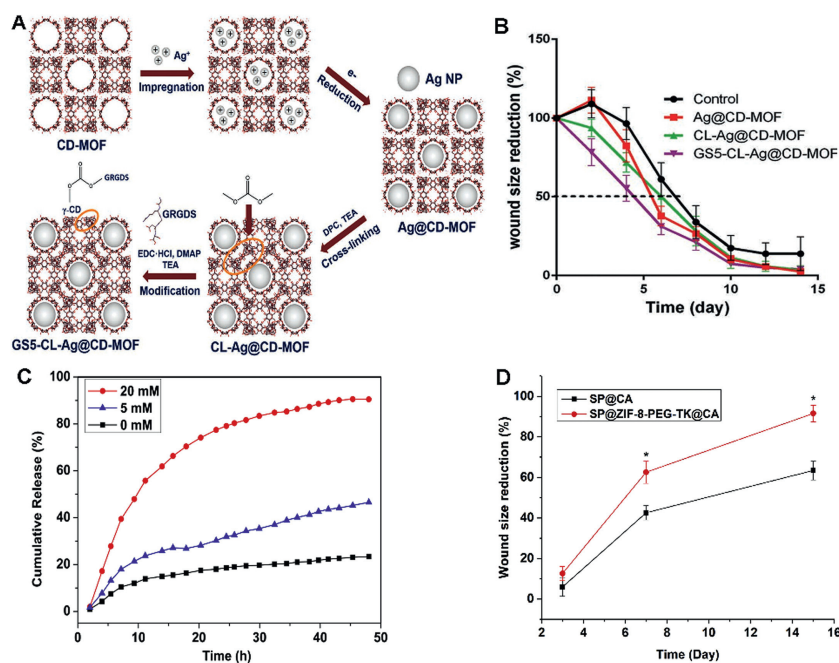 A
Ag⁺
Impregnation
e-
Reduction
Ag NP
CD-MOF
Ag@CD-MOF
DPC, TEA
Cross-linking
CL-Ag@CD-MOF
GRGDS
EDC·HCl, DMAP
TEA
Modification
O
O
O
GRGDS
γ-CD
GS5-CL-Ag@CD-MOF
B
wound size reduction (%)
150
100
50
0
0
5
10
15
Time (day)
Control
Ag@CD-MOF
CL-Ag@CD-MOF
GS5-CL-Ag@CD-MOF
C
Cumulative Release (%)
100
80
60
40
20
0
0
10
20
30
40
50
Time (h)
20 mM
5 mM
0 mM
D
Wound size reduction (%)
100
80
60
40
20
0
2
4
6
8
10
12
14
16
Time (Day)
SP@CA
SP@ZIF-8-PEG-TK@CA
*
*